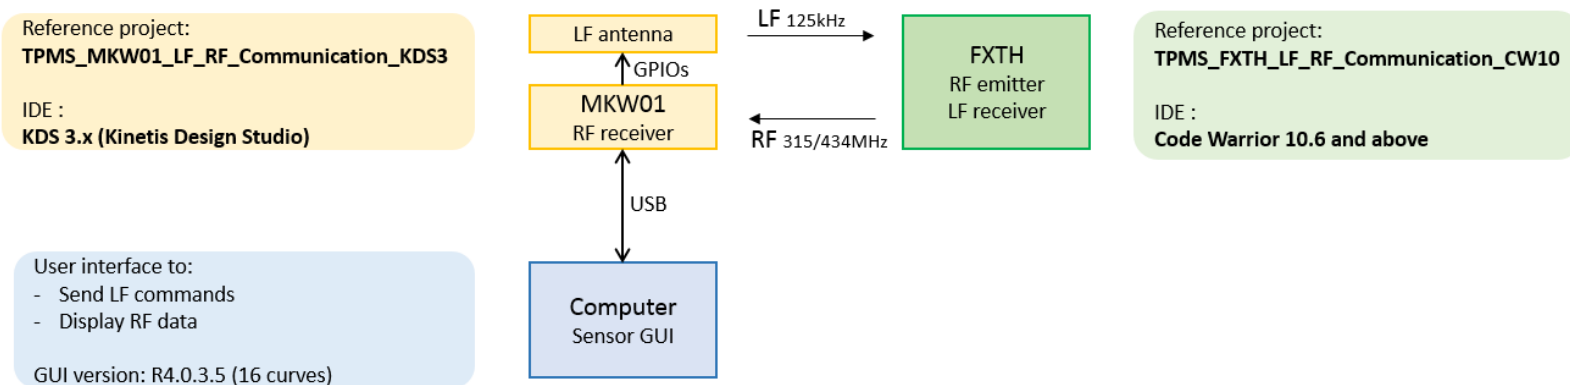 Reference project:
TPMS_MKW01_LF_RF_Communication_KDS3
IDE :
KDS 3.x (Kinetis Design Studio)
LF antenna
GPIOs
MKW01
RF receiver
LF 125kHz
RF 315/434MHz
FXTH
RF emitter
LF receiver
Reference project:
TPMS_FXTH_LF_RF_Communication_CW10
IDE :
Code Warrior 10.6 and above
USB
User interface to:
- Send LF commands
- Display RF data
GUI version: R4.0.3.5 (16 curves)
Computer
Sensor GUI